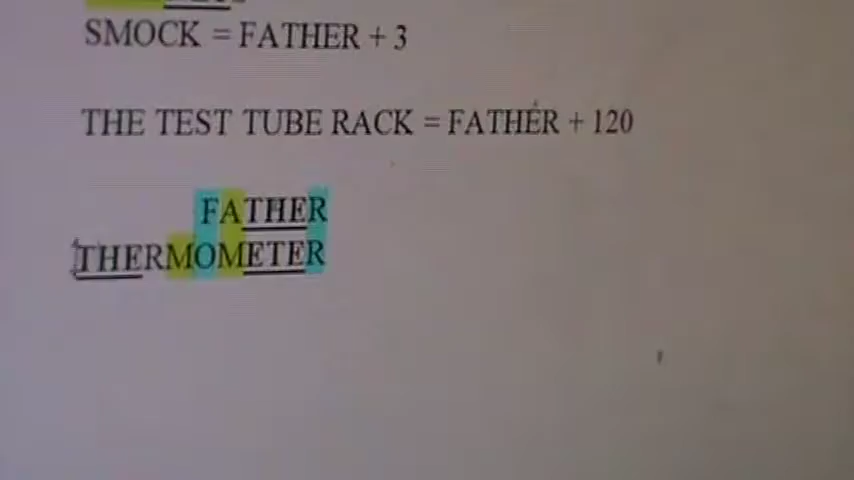 SMOCK = FATHER + 3
THE TEST TUBE RACK = FATHER + 120
FATHER
THERMOMETER